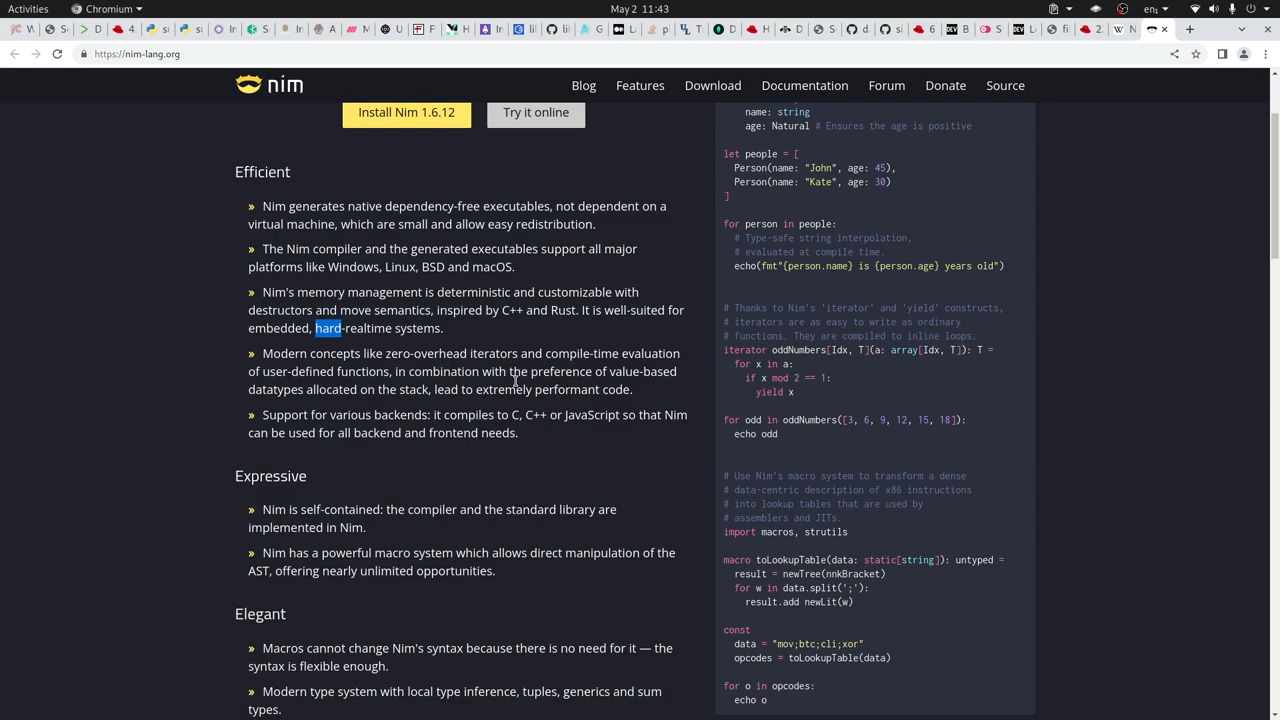 Activities
Chromium
May 2 11:43
en
https://nim-lang.org
nim
Blog
Features
Download
Documentation
Forum
Donate
Source
Install Nim 1.6.12
Try it online
Efficient
» Nim generates native dependency-free executables, not dependent on a
virtual machine, which are small and allow easy redistribution.
» The Nim compiler and the generated executables support all major
platforms like Windows, Linux, BSD and macOS.
» Nim's memory management is deterministic and customizable with
destructors and move semantics, inspired by C++ and Rust. It is well-suited for
embedded, hard-realtime systems.
» Modern concepts like zero-overhead iterators and compile-time evaluation
of user-defined functions, in combination with the preference of value-based
datatypes allocated on the stack, lead to extremely performant code.
» Support for various backends: it compiles to C, C++ or JavaScript so that Nim
can be used for all backend and frontend needs.
Expressive
» Nim is self-contained: the compiler and the standard library are
implemented in Nim.
» Nim has a powerful macro system which allows direct manipulation of the
AST, offering nearly unlimited opportunities.
Elegant
» Macros cannot change Nim's syntax because there is no need for it — the
syntax is flexible enough.
» Modern type system with local type inference, tuples, generics and sum
types.
name: string
age: Natural # Ensures the age is positive
let people = [
Person(name: "John", age: 45),
Person(name: "Kate", age: 30)
]
for person in people:
# Type-safe string interpolation,
# evaluated at compile time.
echo(fmt"{person.name} is {person.age} years old")
# Thanks to Nim's 'iterator' and 'yield' constructs,
# iterators are as easy to write as ordinary
# functions. They are compiled to inline loops.
iterator oddNumbers[Idx, T](a: array[Idx, T]): T =
for x in a:
if x mod 2 == 1:
yield x
for odd in oddNumbers([3, 6, 9, 12, 15, 18]):
echo odd
# Use Nim's macro system to transform a dense
# data-centric description of x86 instructions
# into lookup tables that are used by
# assemblers and JITs.
import macros, strutils
macro toLookupTable(data: static[string]): untyped =
result = newTree(nnkBracket)
for w in data.split(';'):
result.add newLit(w)
const
data = "mov;btc;cli;xor"
opcodes = toLookupTable(data)
for o in opcodes:
echo o